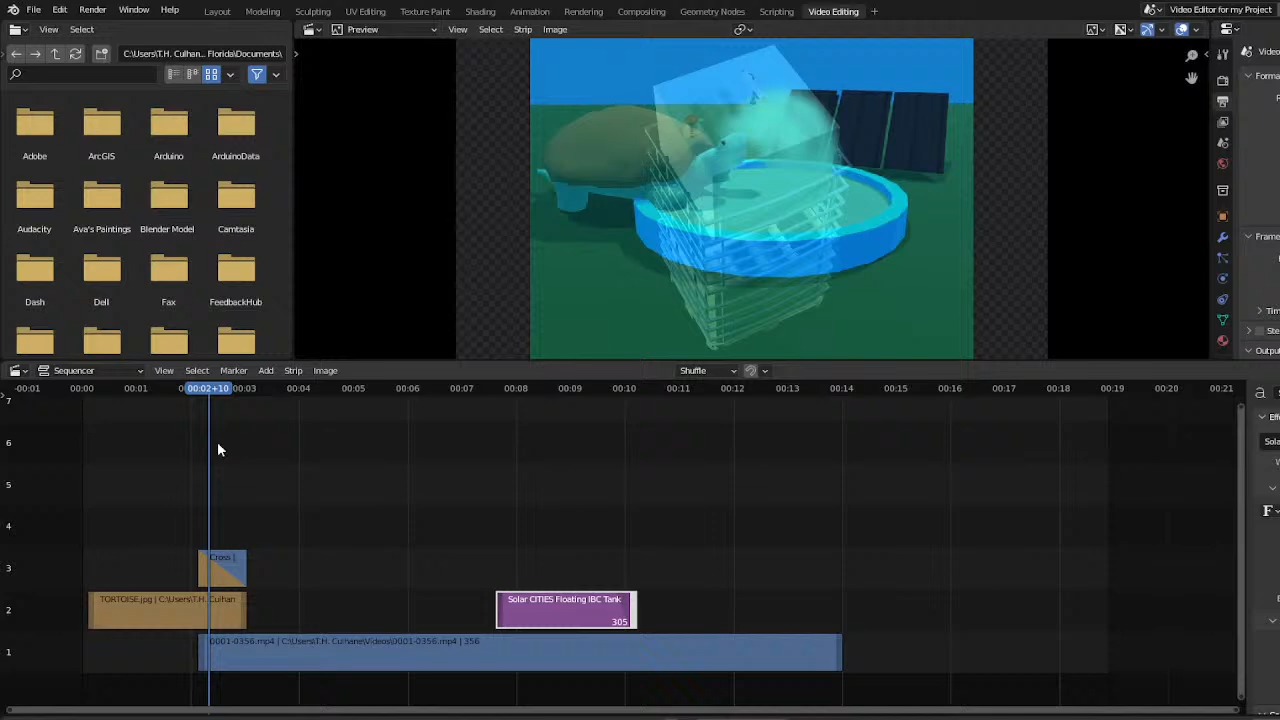 File Edit Render Window Help Layout Modeling Sculpting UV Editing Texture Paint Shading Animation Rendering Compositing Geometry Nodes Scripting Video Editing + Video Editor for my Project
View Select Preview View Select Strip Image
C:\Users\T.H. Culhan.. Florida\Documents\ Video
Forma
Adobe ArcGIS Arduino ArduinoData
Audacity Ava's Paintings Blender Model Camtasia
Frame
Dash Dell Fax FeedbackHub
Outpu
Sequencer View Select Marker Add Strip Image Shuffle
-00:01 00:00 00:01 00:02+10 00:03 00:04 00:05 00:06 00:07 00:08 00:09 00:10 00:11 00:12 00:13 00:14 00:15 00:16 00:17 00:18 00:19 00:20 00:21
7
6
5
4
3
2
1
Cross |
TORTOISE.jpg | C:\Users\T.H. Culhan
Solar CITIES Floating IBC Tank
305
0001-0356.mp4 | C:\Users\T.H. Culhane\Videos\0001-0356.mp4 | 356
Effe
Sola
F